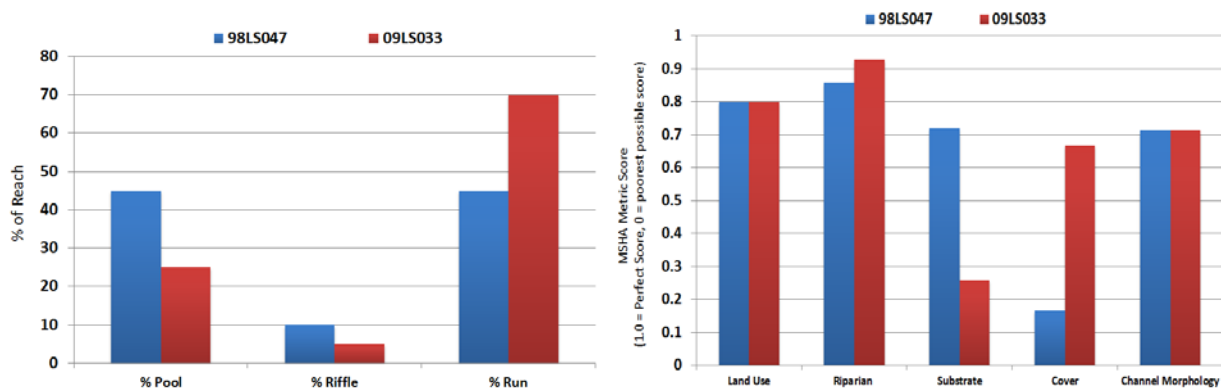 98LS047 09LS033
80
70
60
50
40
30
20
10
0
% of Reach
% Pool % Riffle % Run
98LS047 09LS033
1
0.9
0.8
0.7
0.6
0.5
0.4
0.3
0.2
0.1
0
MSHA Metric Score
(1.0 = Perfect Score, 0 = poorest possible score)
Land Use Riparian Substrate Cover Channel Morphology